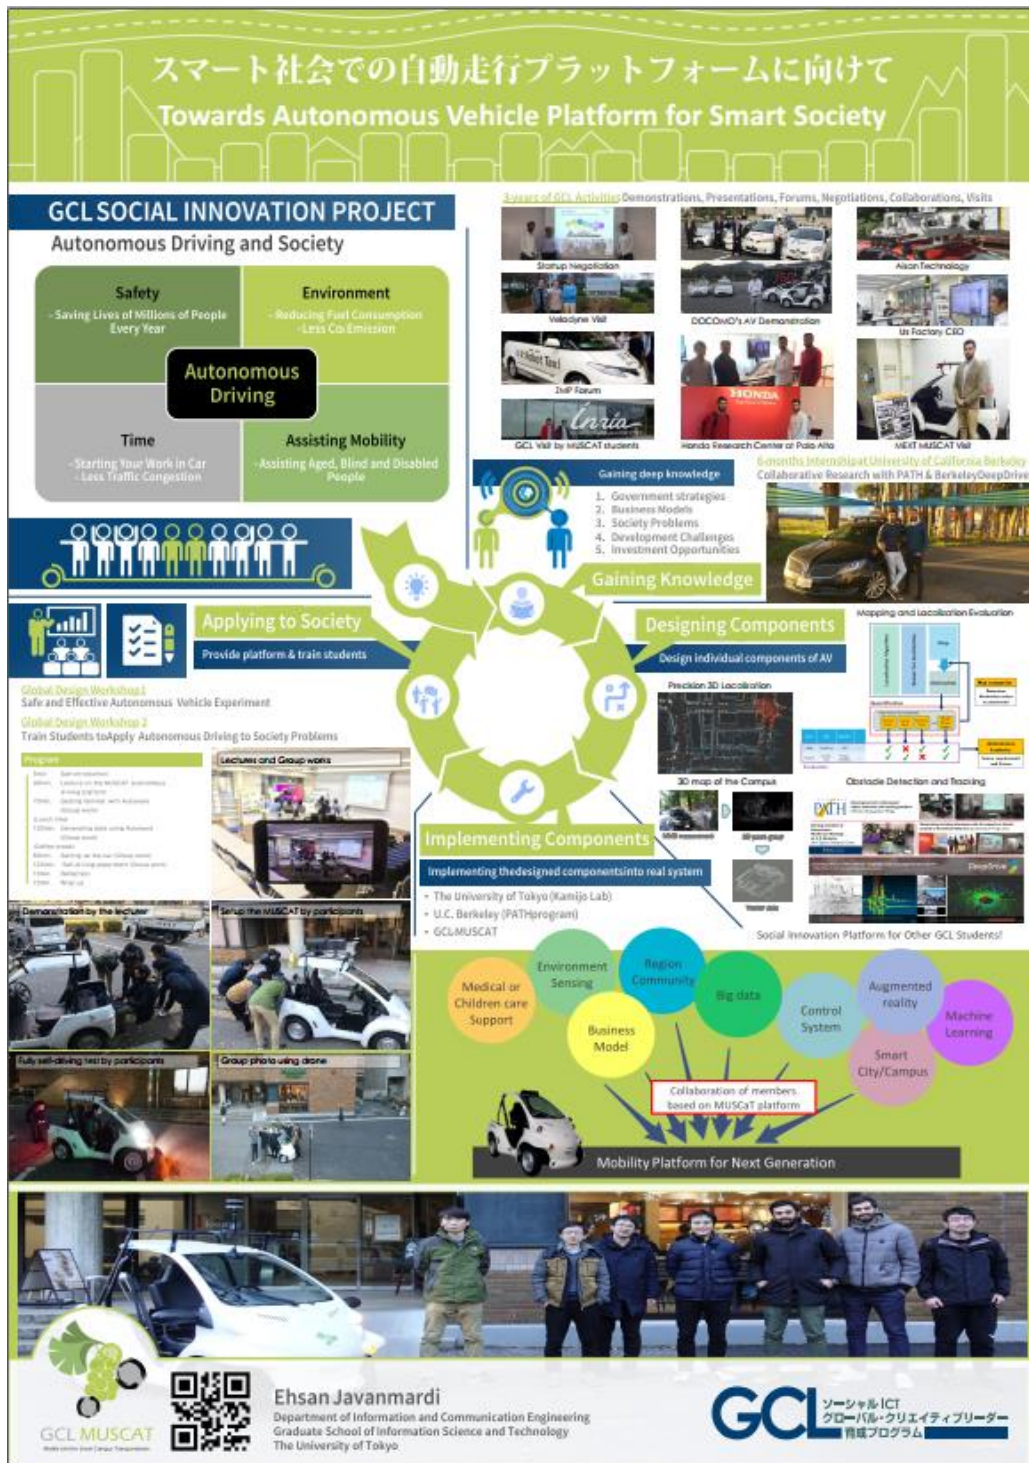 スマート社会での自動走行プラットフォームに向けて
Towards Autonomous Vehicle Platform for Smart Society
GCL SOCIAL INNOVATION PROJECT
Autonomous Driving and Society
Safety
- Saving Lives of Millions of People
Every Year
Environment
- Reducing Fuel Consumption
-Less Co₂ Emission
Autonomous
Driving
Time
- Starting Your Work in Car
- Less Traffic Congestion
Assisting Mobility
-Assisting Aged, Blind and Disabled
People
3-years of GCL Activities Demonstrations, Presentations, Forums, Negotiations, Collaborations, Visits
Startup Negotiation
Velodyne Visit
ZMP Forum
Robot Taxi
Inria
GCL Visit by MUSCAT students
DOCOMO's AV Demonstration
HONDA
Honda Research Center at Palo Alto
Aisan Technology
Us Factory CEO
MEXT MUSCAT Visit
Gaining deep knowledge
1. Government strategies
2. Business Models
3. Society Problems
4. Development Challenges
5. Investment Opportunities
6-months Internshipat University of California Berkeley
Collaborative Research with PATH & BerkeleyDeepDrive
Gaining Knowledge
Applying to Society
Provide platform & train students
Designing Components
Design individual components of AV
Global Design Workshop1
Safe and Effective Autonomous Vehicle Experiment
Global Design Workshop 2
Train Students toApply Autonomous Driving to Society Problems
Program
Lectures and Group works
Demonstration by the lecturer
Setup the MUSCAT by participants
Fully self-driving test by participants
Group photo using drone
Precision 3D Localization
3D map of the Campus
Mapping and Localization Evaluation
Obstacle Detection and Tracking
PATH
DeepDrive
Implementing Components
Implementing thedesigned componentsinto real system
• The University of Tokyo (Kamijo Lab)
• U.C. Berkeley (PATHprogram)
• GCL-MUSCAT
Social Innovation Platform for Other GCL Students!
Medical or
Children care
Support
Environment
Sensing
Business
Model
Region
Community
Big data
Control
System
Augmented
reality
Smart
City/Campus
Machine
Learning
Collaboration of members
based on MUSCaT platform
Mobility Platform for Next Generation
GCL MUSCAT
Ehsan Javanmardi
Department of Information and Communication Engineering
Graduate School of Information Science and Technology
The University of Tokyo
GCL
ソーシャルICT
グローバル・クリエイティブリーダー
育成プログラム